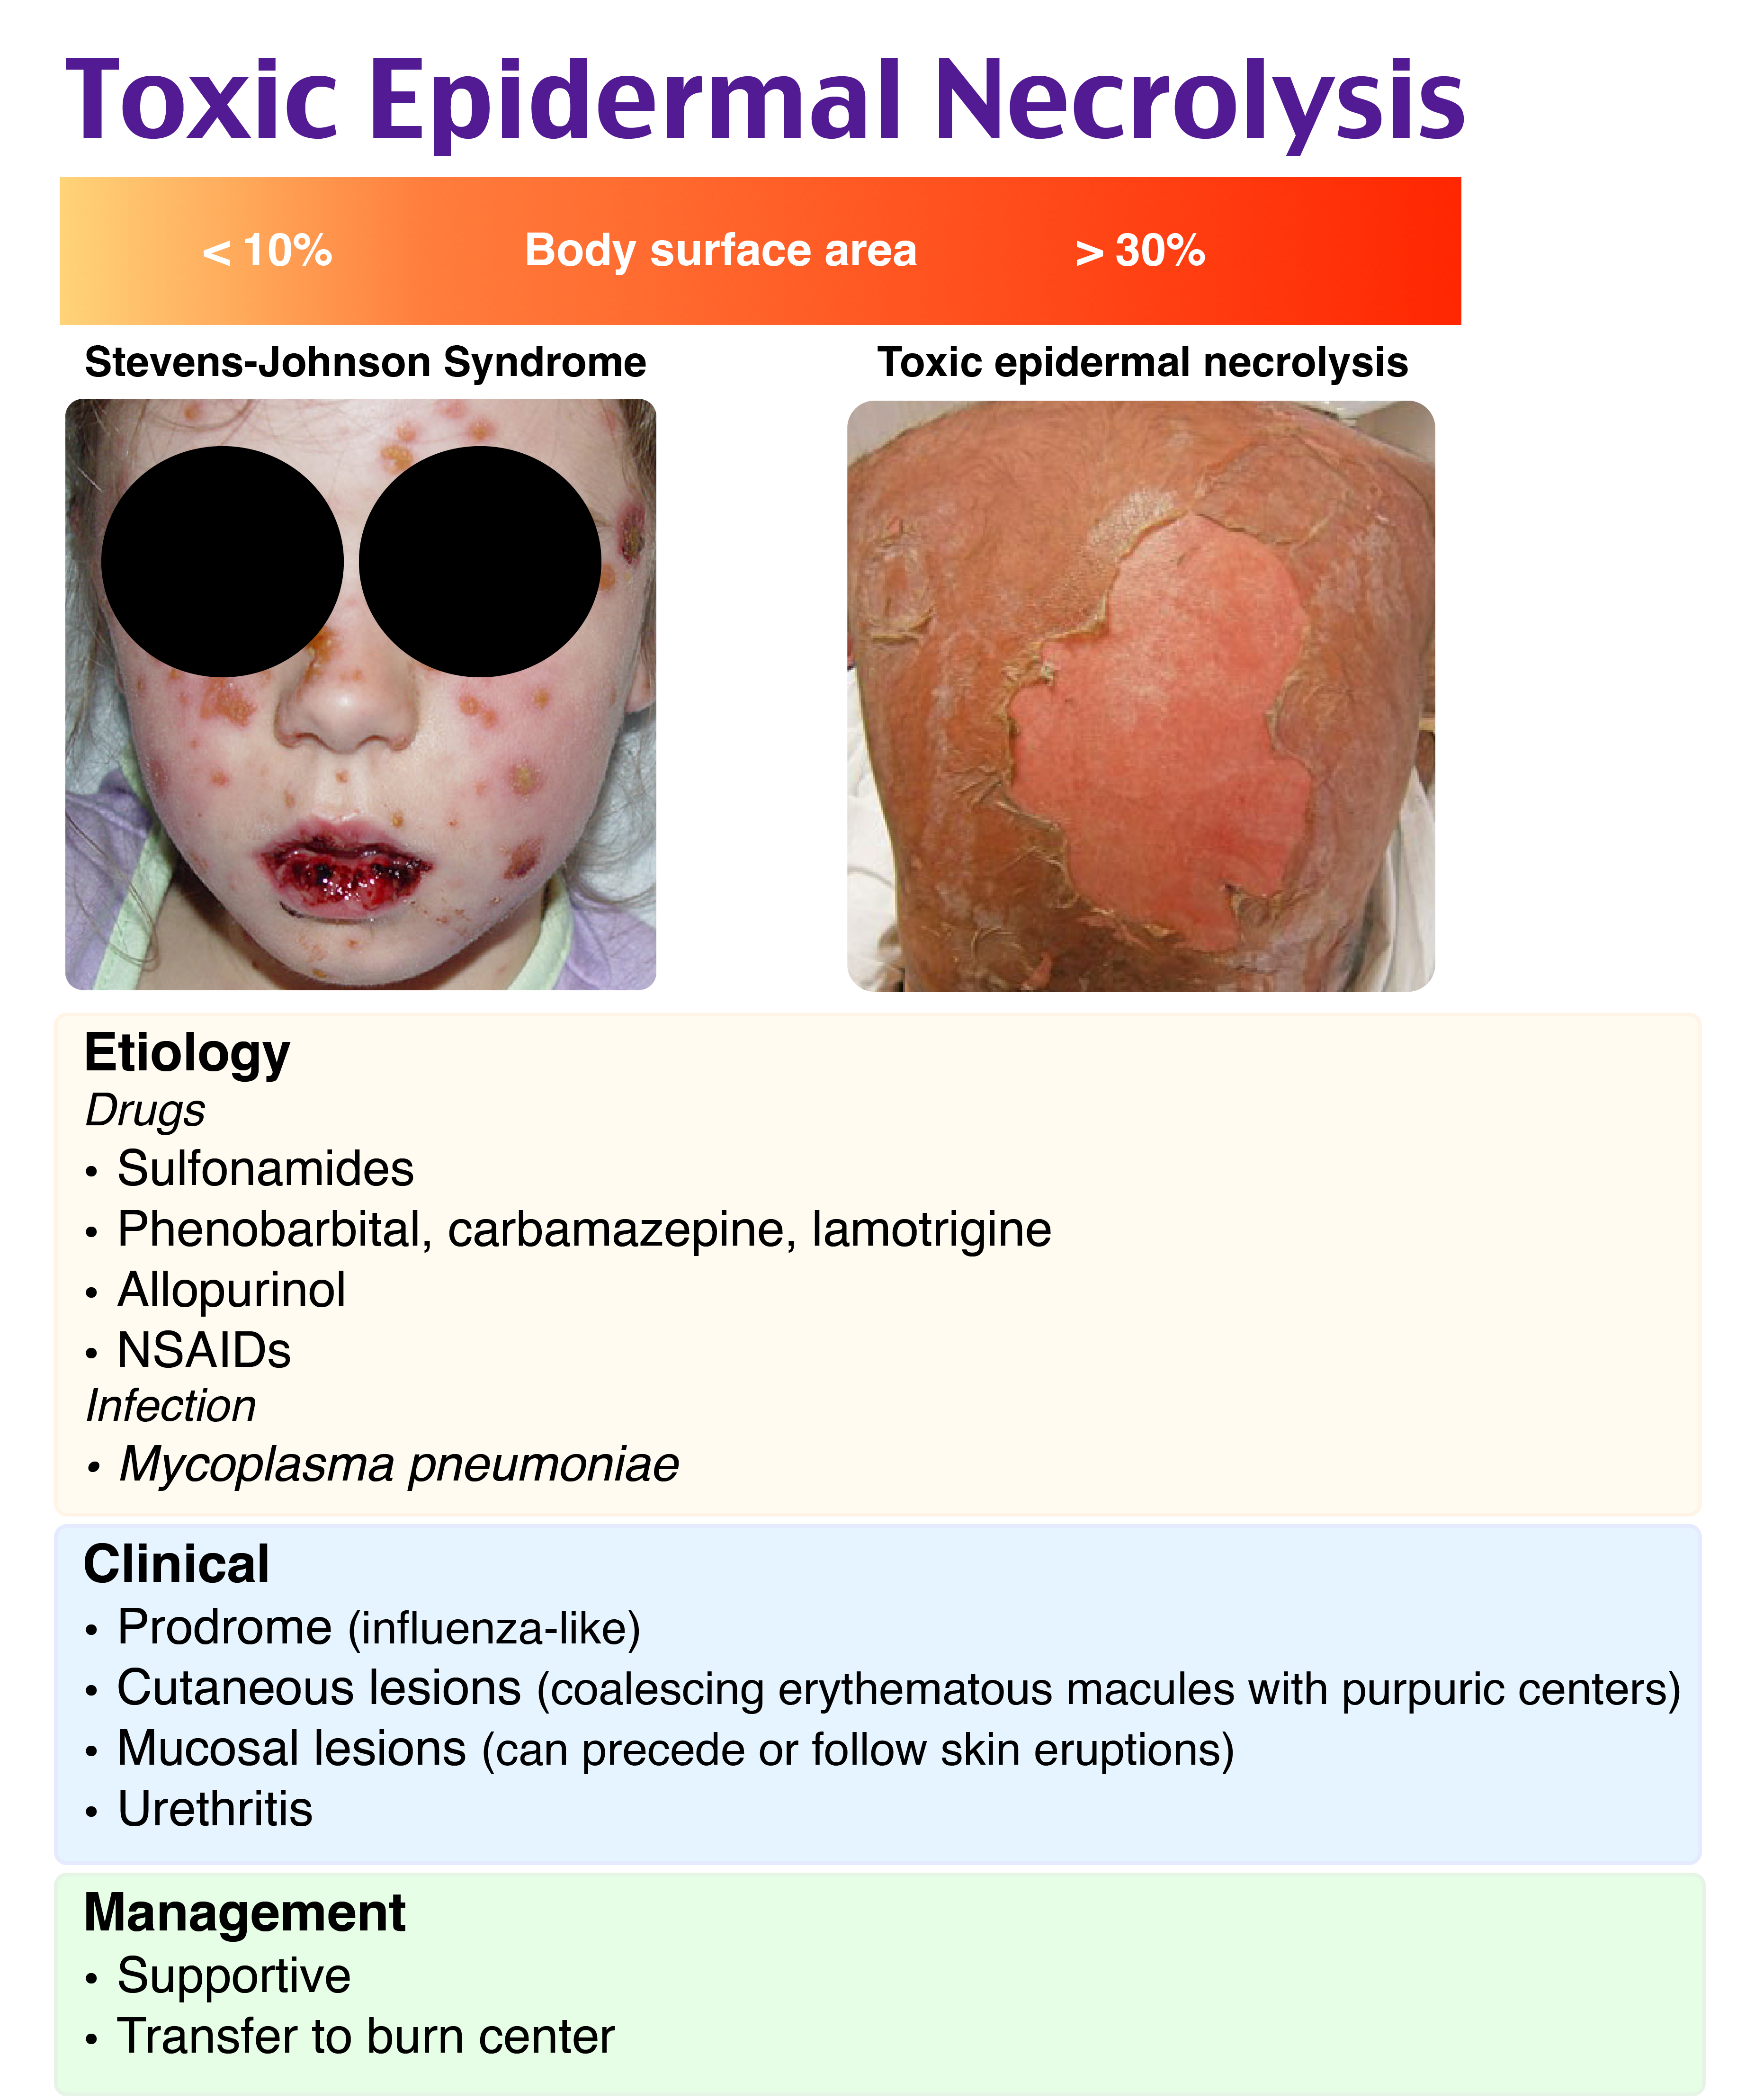 Toxic Epidermal Necrolysis
< 10% Body surface area > 30%
Stevens-Johnson Syndrome Toxic epidermal necrolysis
Etiology
Drugs
• Sulfonamides
• Phenobarbital, carbamazepine, lamotrigine
• Allopurinol
• NSAIDs
Infection
• Mycoplasma pneumoniae
Clinical
• Prodrome (influenza-like)
• Cutaneous lesions (coalescing erythematous macules with purpuric centers)
• Mucosal lesions (can precede or follow skin eruptions)
• Urethritis
Management
• Supportive
• Transfer to burn center